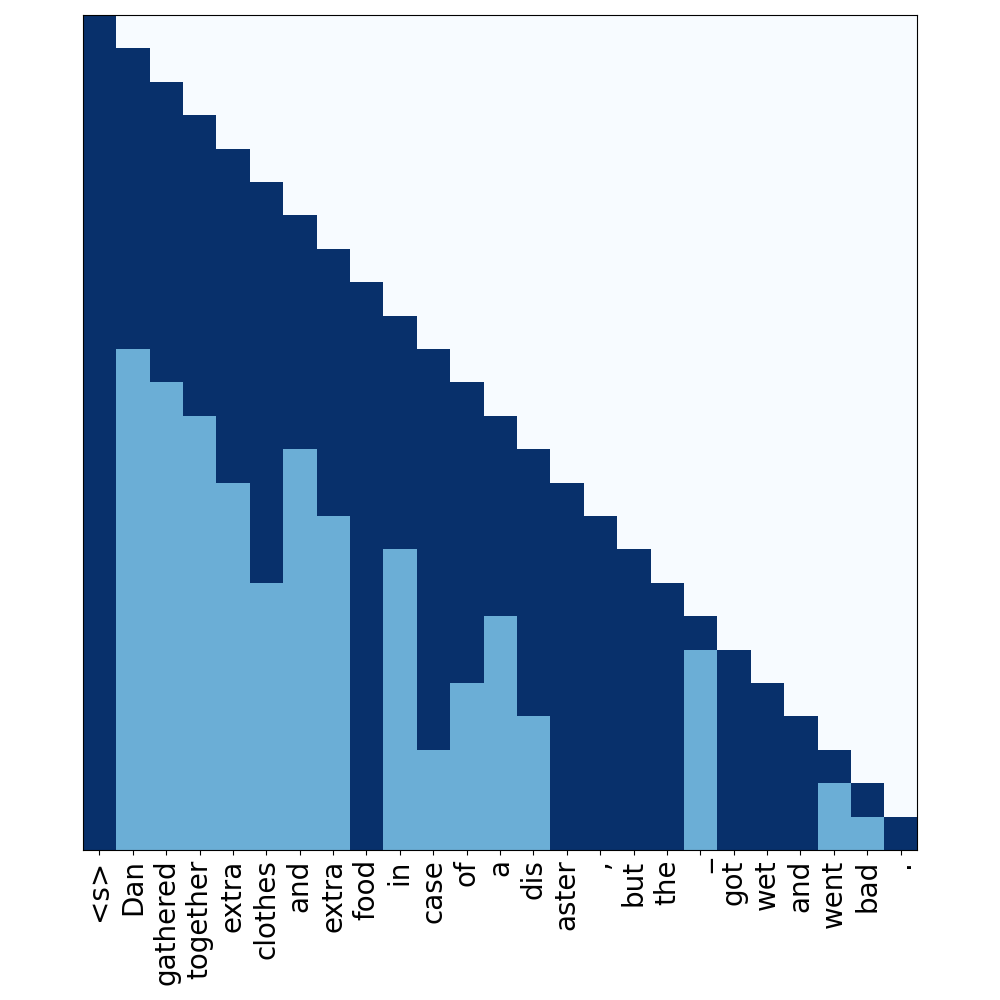 <s> Dan gathered together extra clothes and extra food in case of a dis aster , but the _ got wet and went bad .